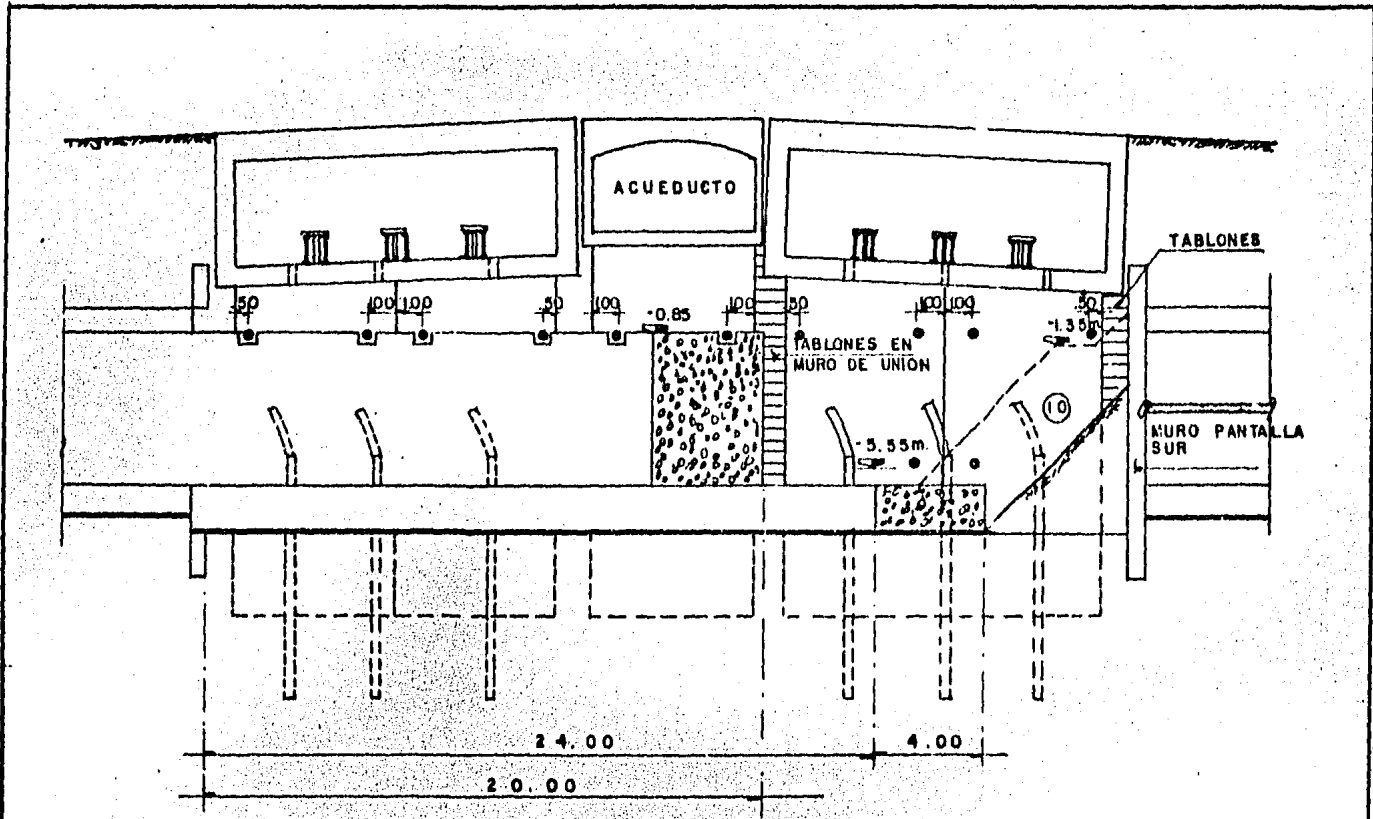 ACUEDUCTO
TABLONES
50 100 100 50 100 100 50 100 100 50
-0.85
-1.35m
TABLONES EN
MURO DE UNION
10
MURO PANTALLA
SUR
-5.55m.
24.00 4.00
20.00